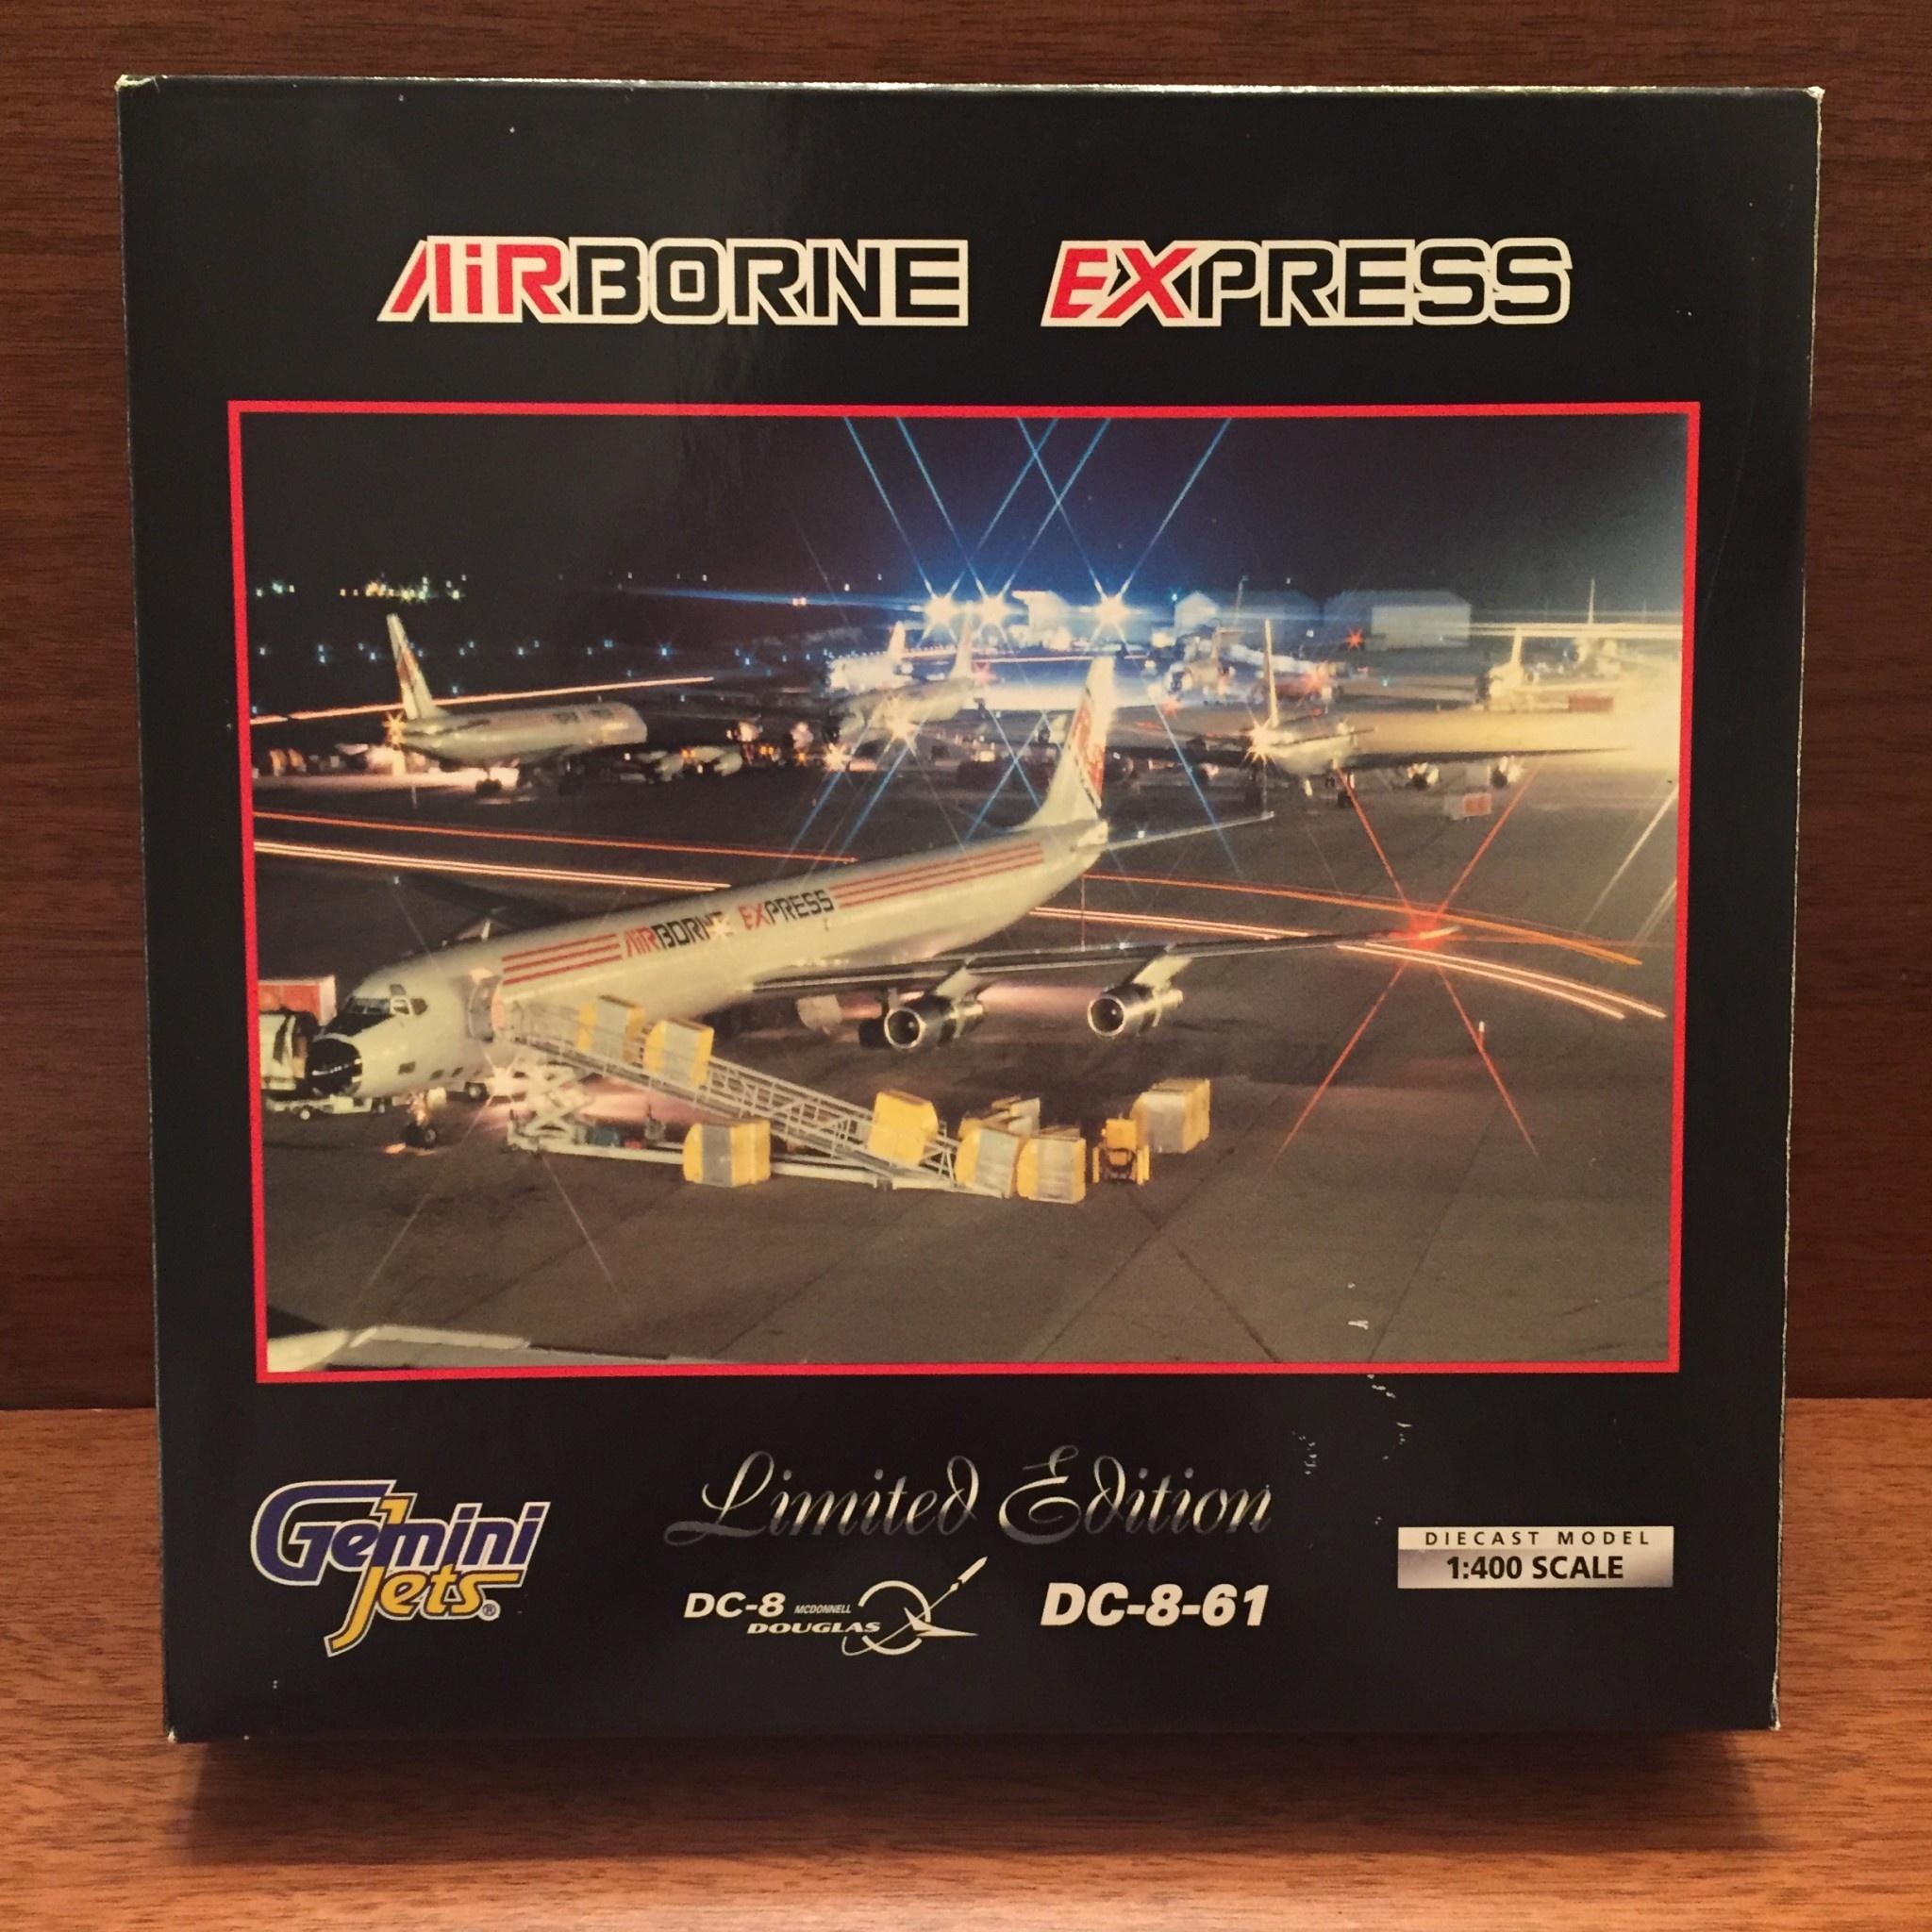 AiRBORNE EXPRESS
AiRBORNE EXPRESS
Gemini
Jets®
Limited Edition
DC-8 MCDONNELL
DOUGLAS
DC-8-61
DIECAST MODEL
1:400 SCALE